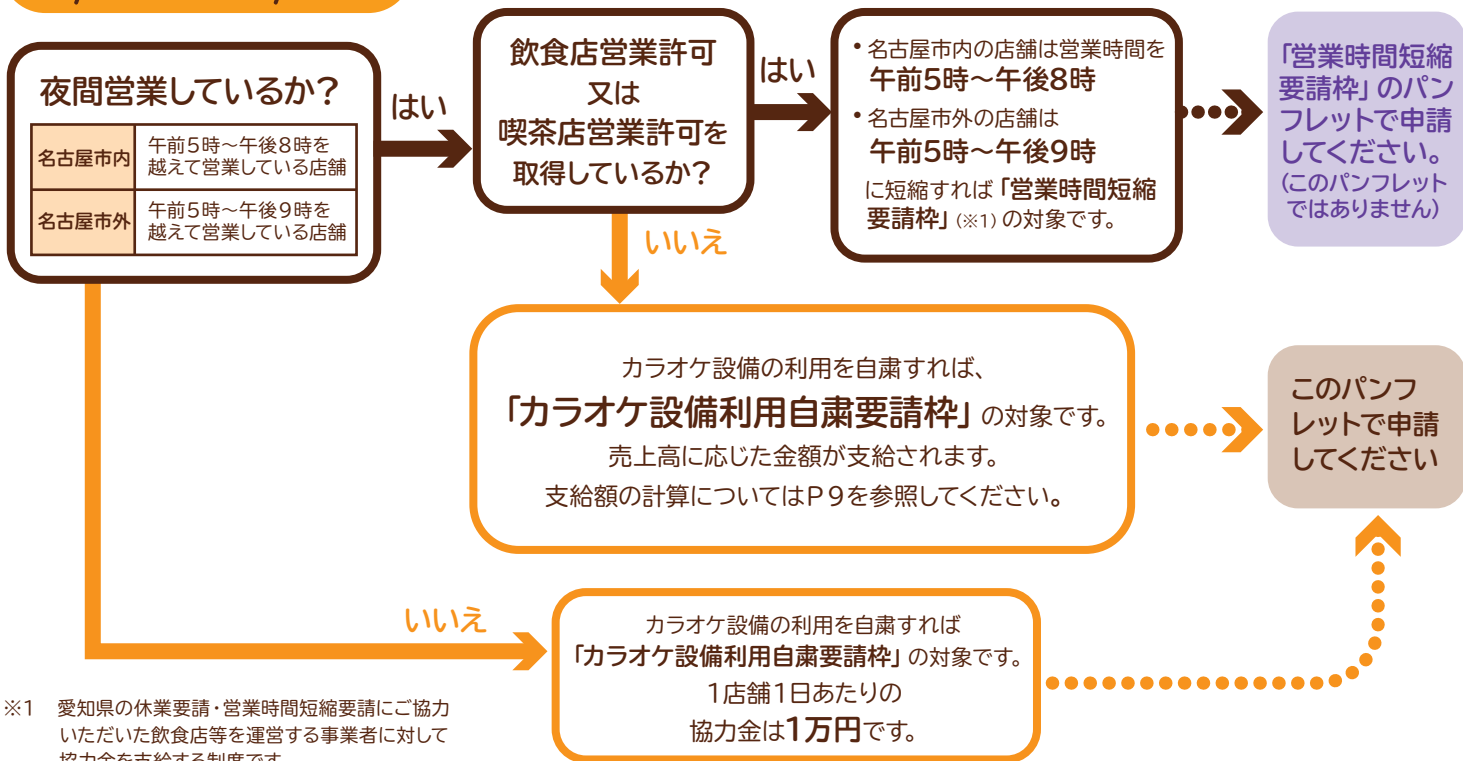 夜間営業しているか?
名古屋市内
午前5時～午後8時を
越えて営業している店舗
名古屋市外
午前5時～午後9時を
越えて営業している店舗
はい
飲食店営業許可
又は
喫茶店営業許可を
取得しているか?
はい
・名古屋市内の店舗は営業時間を
午前5時～午後8時
・名古屋市外の店舗は
午前5時～午後9時
に短縮すれば「営業時間短縮
要請枠」(※1)の対象です。
「営業時間短縮
要請枠」のパン
フレットで申請
してください。
(このパンフレット
ではありません)
いいえ
カラオケ設備の利用を自粛すれば、
「カラオケ設備利用自粛要請枠」の対象です。
売上高に応じた金額が支給されます。
支給額の計算についてはP9を参照してください。
このパンフ
レットで申請
してください
いいえ
カラオケ設備の利用を自粛すれば
「カラオケ設備利用自粛要請枠」の対象です。
1店舗1日あたりの
協力金は1万円です。
※1 愛知県の休業要請・営業時間短縮要請にご協力
いただいた飲食店等を運営する事業者に対して
協力金を支給する制度です